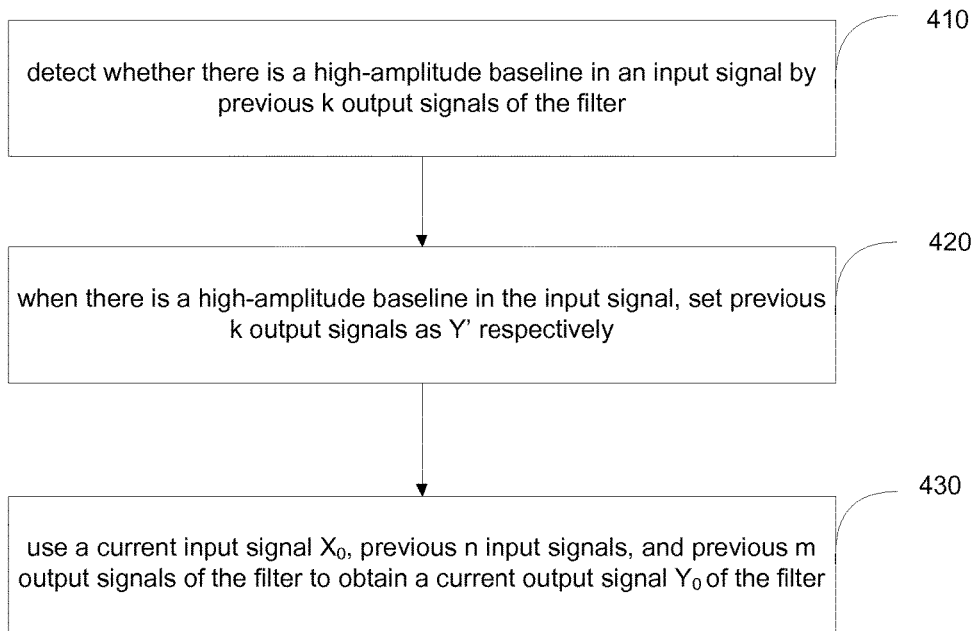 410
detect whether there is a high-amplitude baseline in an input signal by
previous k output signals of the filter
420
when there is a high-amplitude baseline in the input signal, set previous
k output signals as Y’ respectively
430
use a current input signal X₀, previous n input signals, and previous m
output signals of the filter to obtain a current output signal Y₀ of the filter